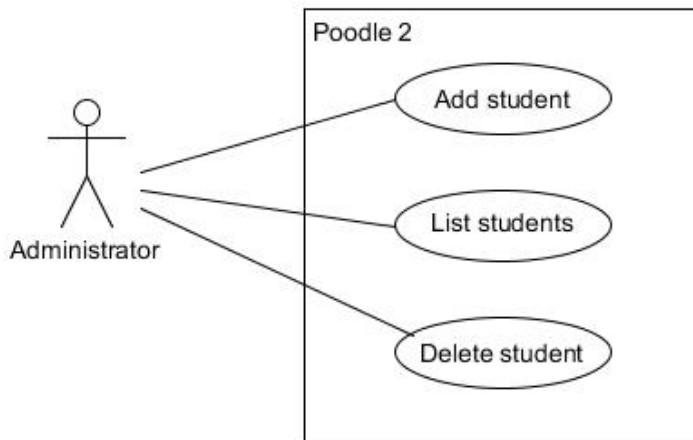 Poodle 2
Add student
List students
Administrator
Delete student